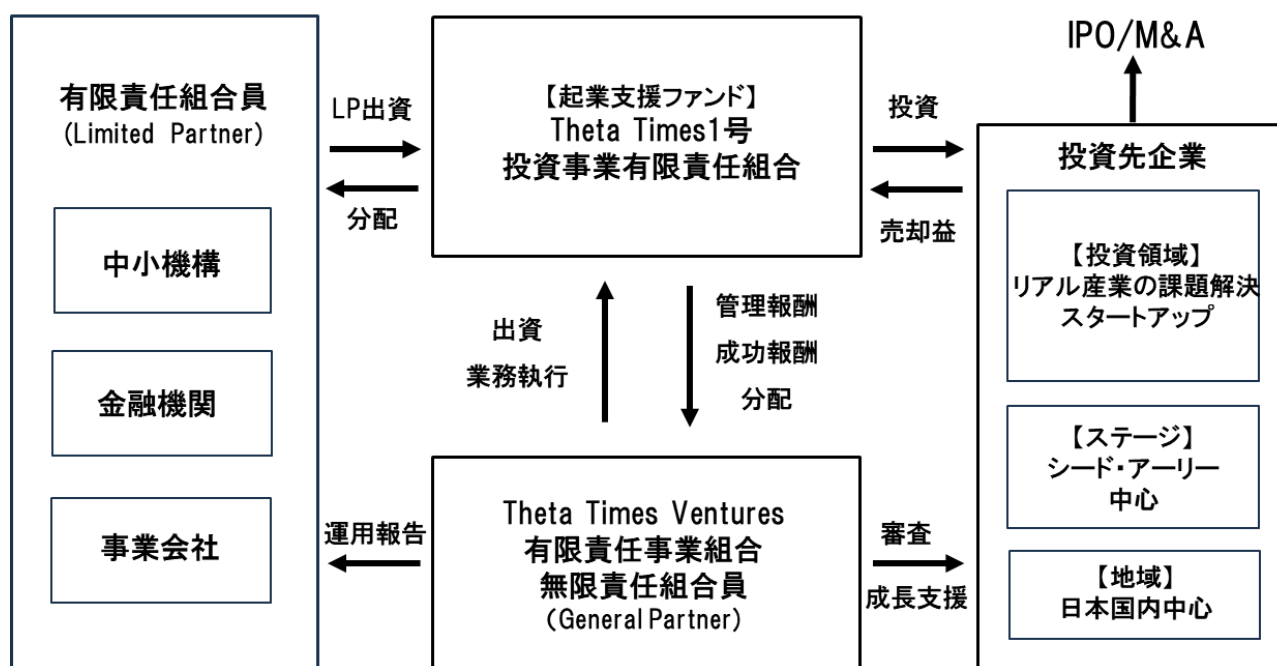 有限責任組合員
(Limited Partner)
中小機構
金融機関
事業会社
LP出資
分配
運用報告
【起業支援ファンド】
Theta Times1号
投資事業有限責任組合
出資
業務執行
管理報酬
成功報酬
分配
Theta Times Ventures
有限責任事業組合
無限責任組合員
(General Partner)
投資
売却益
審査
成長支援
IPO/M&A
投資先企業
【投資領域】
リアル産業の課題解決
スタートアップ
【ステージ】
シード・アーリー
中心
【地域】
日本国内中心